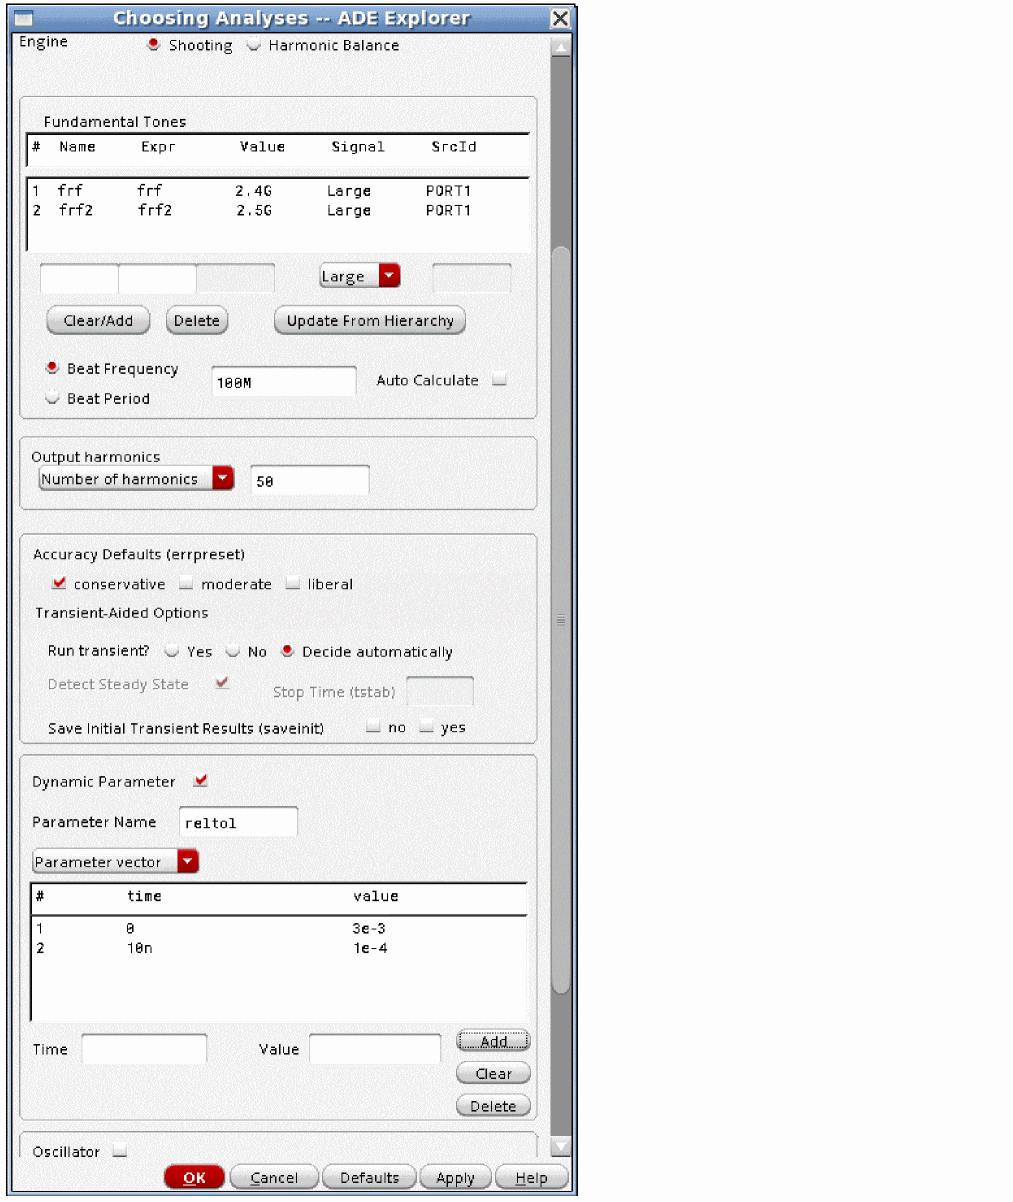 Choosing Analyses -- ADE Explorer
Engine Shooting Harmonic Balance
Fundamental Tones
# Name Expr Value Signal SrcId
1 frf frf 2.4G Large PORT1
2 frf2 frf2 2.5G Large PORT1
Large
Clear/Add Delete Update From Hierarchy
Beat Frequency
100M Auto Calculate
Beat Period
Output harmonics
Number of harmonics 50
Accuracy Defaults (errpreset)
conservative moderate liberal
Transient-Aided Options
Run transient? Yes No Decide automatically
Detect Steady State Stop Time (tstab)
Save Initial Transient Results (saveinit) no yes
Dynamic Parameter
Parameter Name reltol
Parameter vector
# time value
1 0 3e-3
2 10n 1e-4
Time Value Add
Clear
Delete
Oscillator
OK Cancel Defaults Apply Help